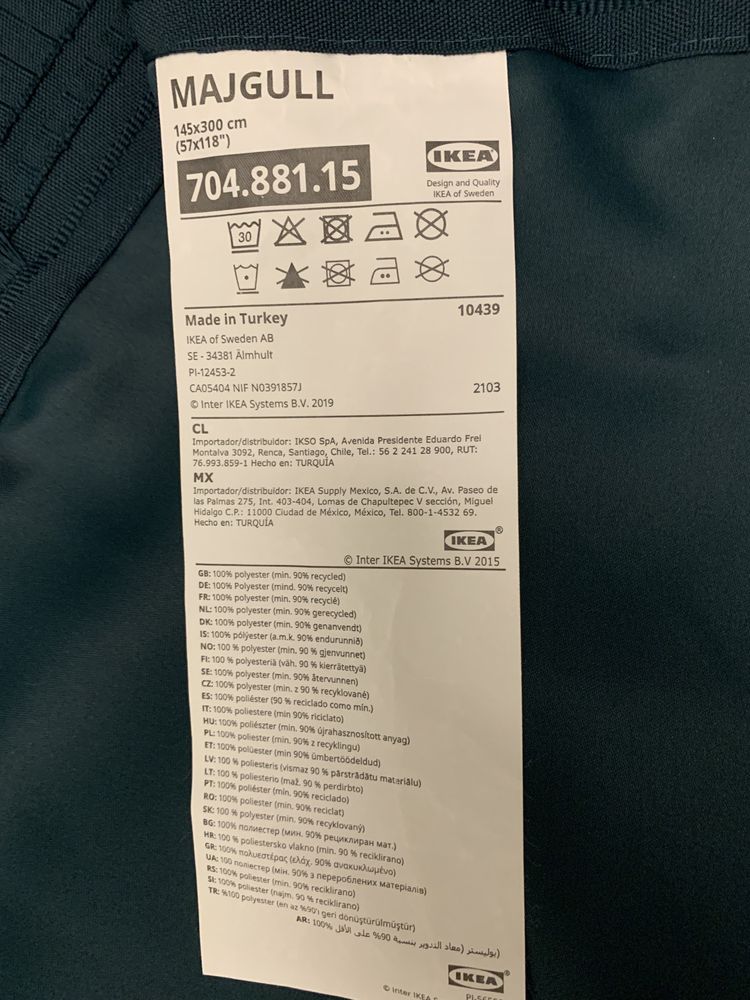 MAJGULL
145x300 cm
(57x118")
704.881.15
IKEA
Design and Quality
IKEA of Sweden
30
Made in Turkey
10439
IKEA of Sweden AB
SE - 34381 Älmhult
PI-12453-2
CA05404 NIF N0391857J
2103
© Inter IKEA Systems B.V. 2019
CL
Importador/distribuidor: IKSO SpA, Avenida Presidente Eduardo Frei
Montalva 3092, Renca, Santiago, Chile, Tel.: 56 2 241 28 900, RUT:
76.993.859-1 Hecho en: TURQUÍA
MX
Importador/distribuidor: IKEA Supply Mexico, S.A. de C.V., Av. Paseo de
las Palmas 275, Int. 403-404, Lomas de Chapultepec V sección, Miguel
Hidalgo C.P.: 11000 Ciudad de México, México, Tel. 800-1-4532 69.
Hecho en: TURQUÍA
IKEA®
© Inter IKEA Systems B.V 2015
GB: 100% polyester (min. 90% recycled)
DE: 100% Polyester (mind. 90% recycelt)
FR: 100% polyester (min. 90% recyclé)
NL: 100% polyester (min. 90% gerecycled)
DK: 100% polyester (min. 90% genanvendt)
IS: 100% pólýester (a.m.k. 90% endurunnið)
NO: 100 % polyester (min. 90 % gjenvunnet)
FI: 100% polyesteriä (väh. 90 % kierrätettyä)
SE: 100% polyester (min. 90% återvunnen)
CZ: 100% polyester (min. z 90 % recyklované)
ES: 100% poliéster (90 % reciclado como mín.)
IT: 100% poliestere (min 90% riciclato)
HU: 100% poliészter (min. 90% újrahasznosított anyag)
PL: 100% poliester (min. 90% z recyklingu)
ET: 100% polüester (min 90% ümbertöödeldud)
LV: 100 % poliesteris (vismaz 90 % pārstrādātu materiālu)
LT: 100 % poliesterio (maž. 90 % perdirbto)
PT: 100% poliéster (min. 90% reciclado)
RO: 100% poliester (min. 90% reciclat)
SK: 100 % polyester (min. 90% recyklovaný)
BG: 100% полиестер (мин. 90% рециклиран мат.)
HR: 100 % poliestersko vlakno (min. 90 % reciklirano)
GR: 100% πολυεστέρας (ελάχ. 90% ανακυκλωμένο)
UA: 100 поліестер (мін. 90% з перероблених матеріалів)
RS: 100% poliester (min. 90% reciklirano)
SI: 100% poliester (najm. 90 % reciklirano)
TR: %100 polyester (en az %90'ı geri dönüştürülmüştür)
AR: 100% بوليستر (معاد التدوير بنسبة 90% على الأقل)
IKEA®
© Inter IKEA S